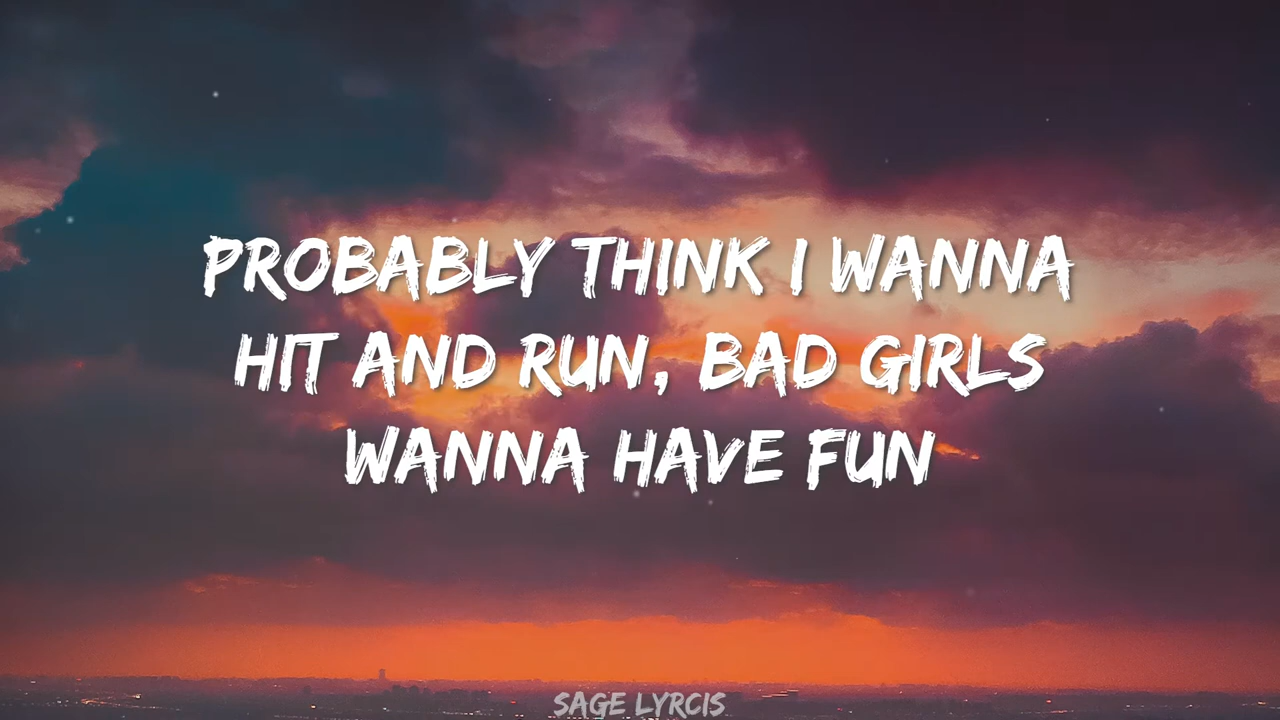 PROBABLY THINK I WANNA
HIT AND RUN, BAD GIRLS
WANNA HAVE FUN
SAGE LYRCIS